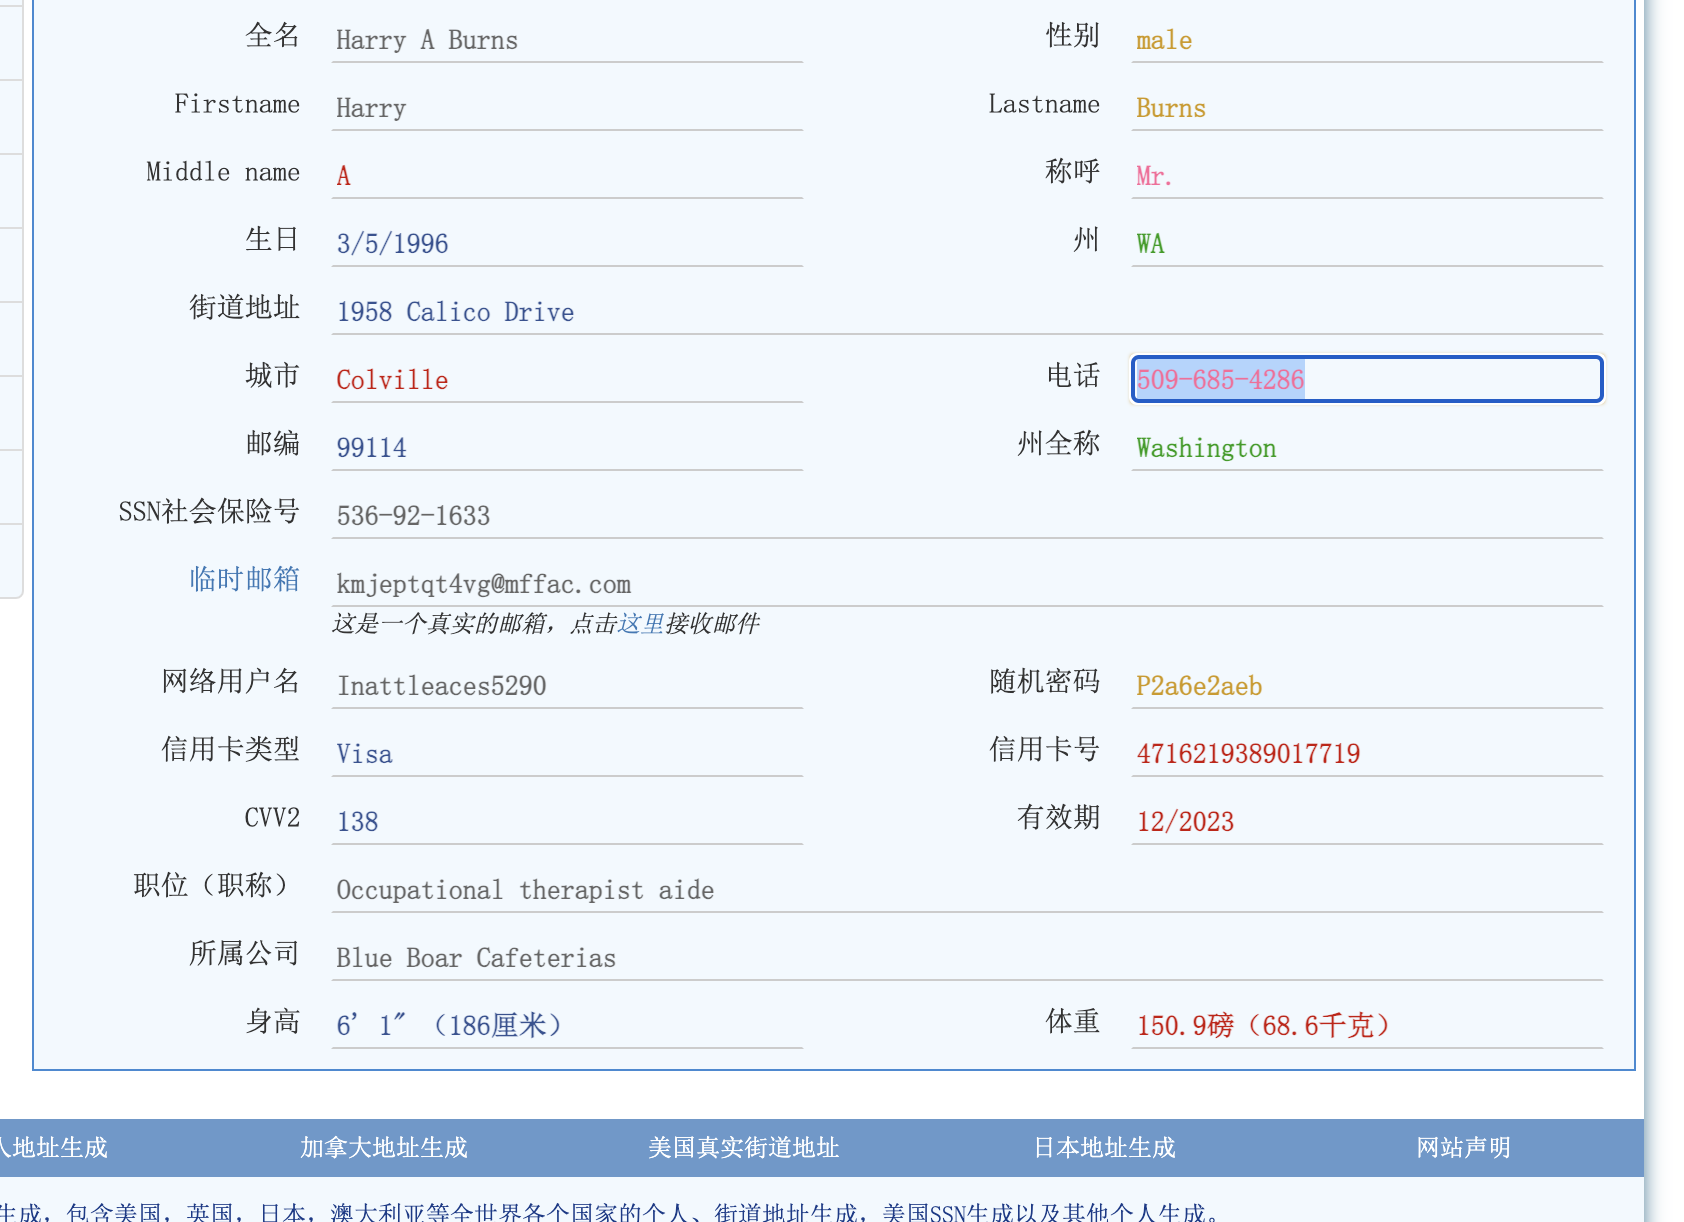 全名 Harry A Burns 性别 male
Firstname Harry Lastname Burns
Middle name A 称呼 Mr.
生日 3/5/1996 州 WA
街道地址 1958 Calico Drive
城市 Colville 电话 509-685-4286
邮编 99114 州全称 Washington
SSN社会保险号 536-92-1633
临时邮箱 kmjeptqt4vg@mffac.com
这是一个真实的邮箱，点击这里接收邮件
网络用户名 Inattleaces5290 随机密码 P2a6e2aeb
信用卡类型 Visa 信用卡号 4716219389017719
CVV2 138 有效期 12/2023
职位（职称） Occupational therapist aide
所属公司 Blue Boar Cafeterias
身高 6' 1" （186厘米） 体重 150.9磅（68.6千克）
人地址生成 加拿大地址生成 美国真实街道地址 日本地址生成 网站声明
生成，包含美国，英国，日本，澳大利亚等全世界各个国家的个人、街道地址生成，美国SSN生成以及其他个人生成。